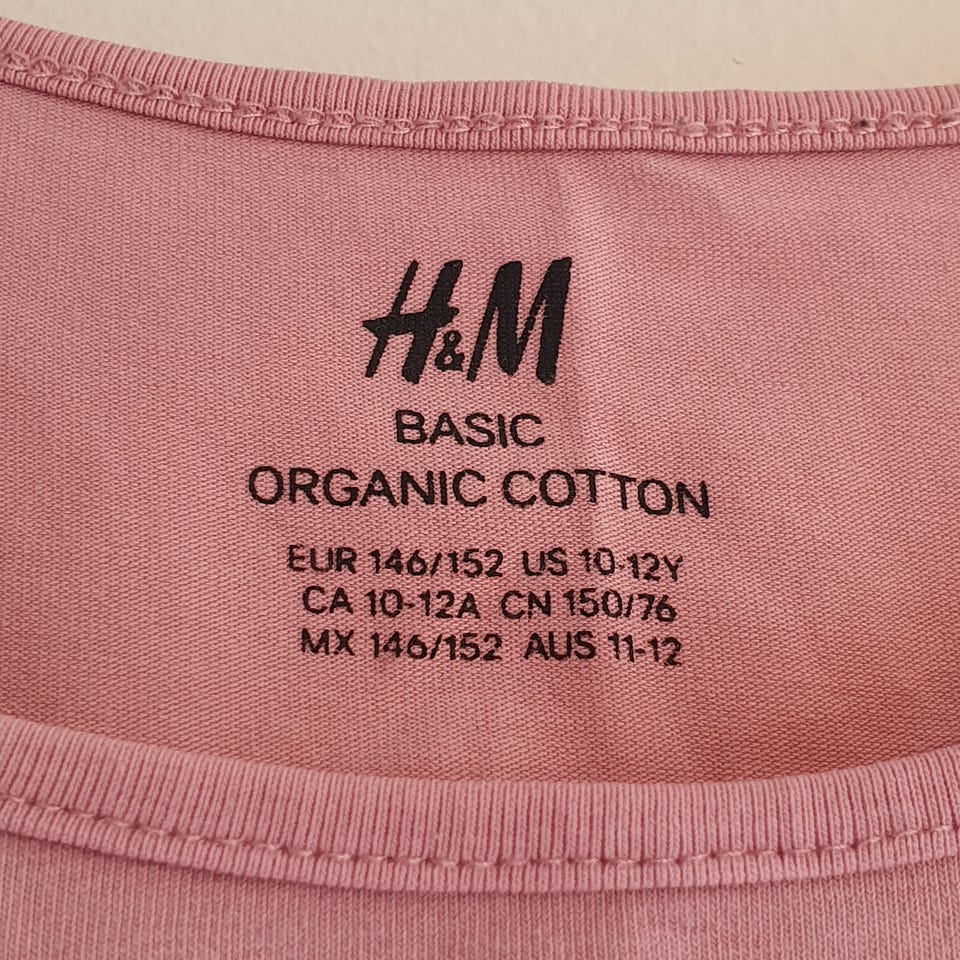 H&M
BASIC
ORGANIC COTTON
EUR 146/152 US 10-12Y
CA 10-12A CN 150/76
MX 146/152 AUS 11-12